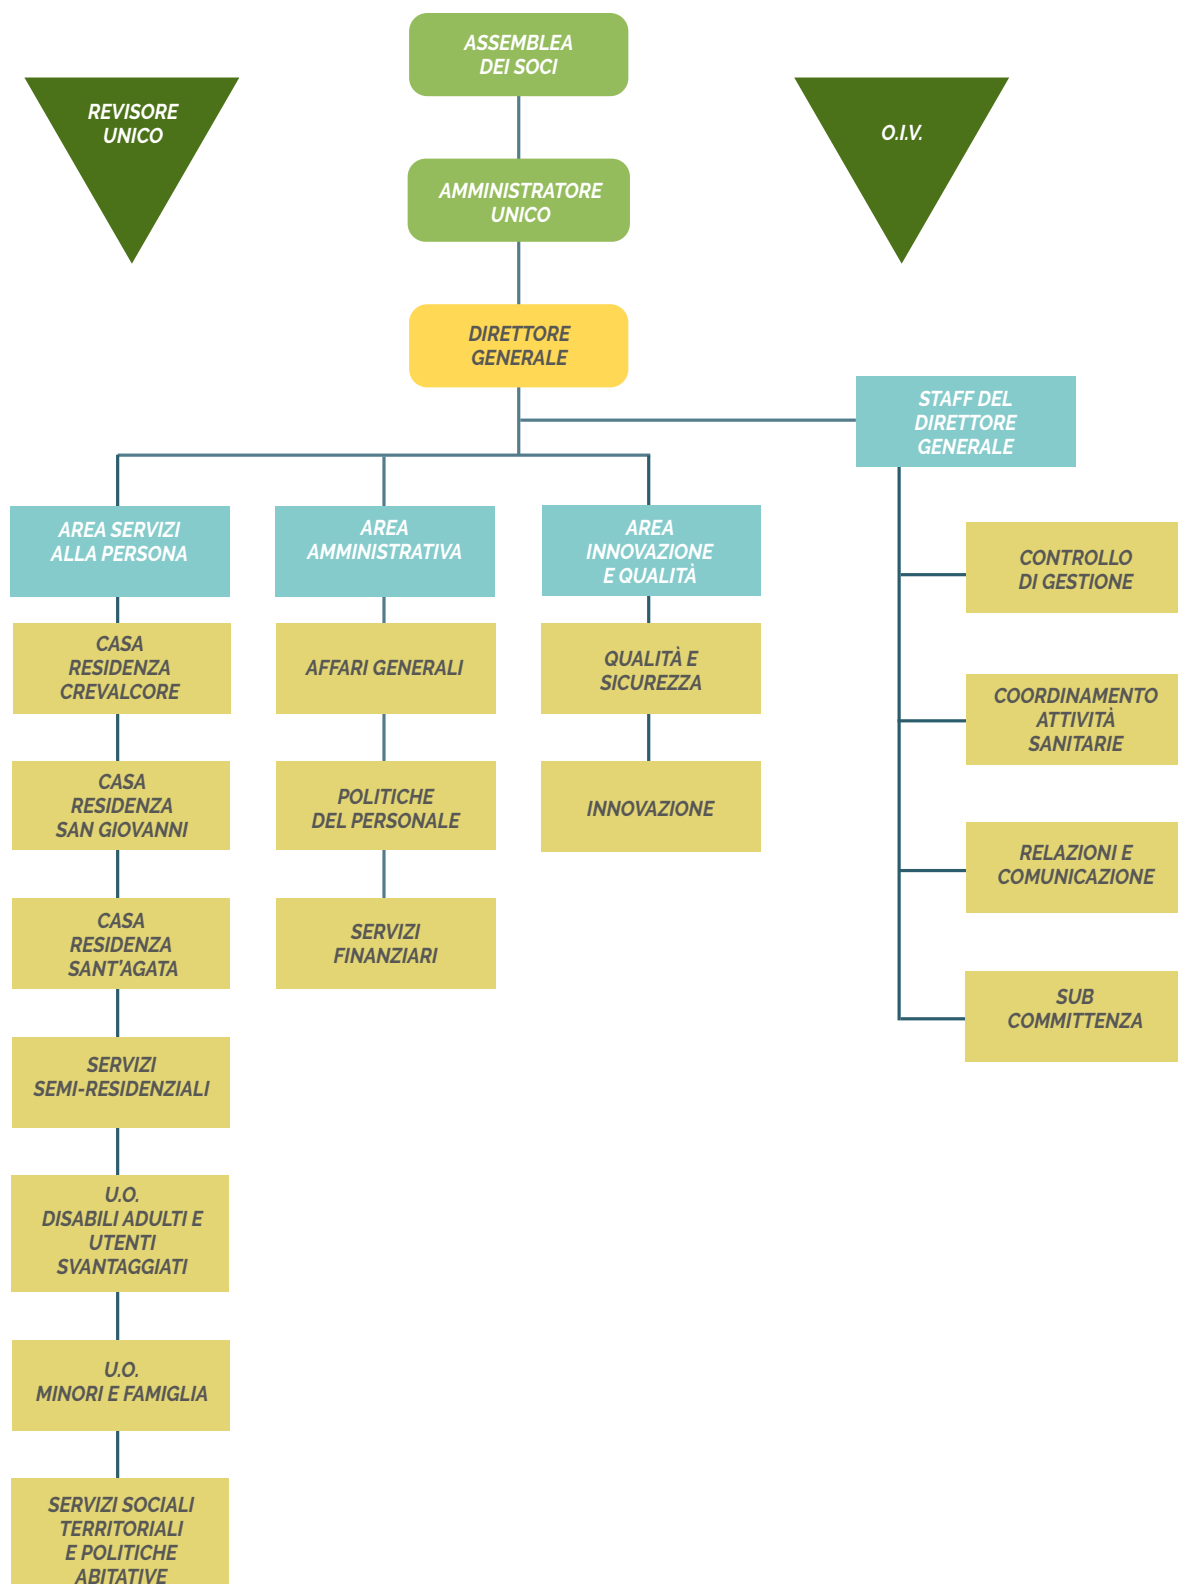 ASSEMBLEA
DEI SOCI
REVISORE
UNICO
O.I.V.
AMMINISTRATORE
UNICO
DIRETTORE
GENERALE
STAFF DEL
DIRETTORE
GENERALE
AREA SERVIZI
ALLA PERSONA
AREA
AMMINISTRATIVA
AREA
INNOVAZIONE
E QUALITÀ
CASA
RESIDENZA
CREVALCORE
CASA
RESIDENZA
SAN GIOVANNI
CASA
RESIDENZA
SANT'AGATA
SERVIZI
SEMI-RESIDENZIALI
U.O.
DISABILI ADULTI E
UTENTI
SVANTAGGIATI
U.O.
MINORI E FAMIGLIA
SERVIZI SOCIALI
TERRITORIALI
E POLITICHE
ABITATIVE
AFFARI GENERALI
POLITICHE
DEL PERSONALE
SERVIZI
FINANZIARI
QUALITÀ E
SICUREZZA
INNOVAZIONE
CONTROLLO
DI GESTIONE
COORDINAMENTO
ATTIVITÀ
SANITARIE
RELAZIONI E
COMUNICAZIONE
SUB
COMMITTENZA